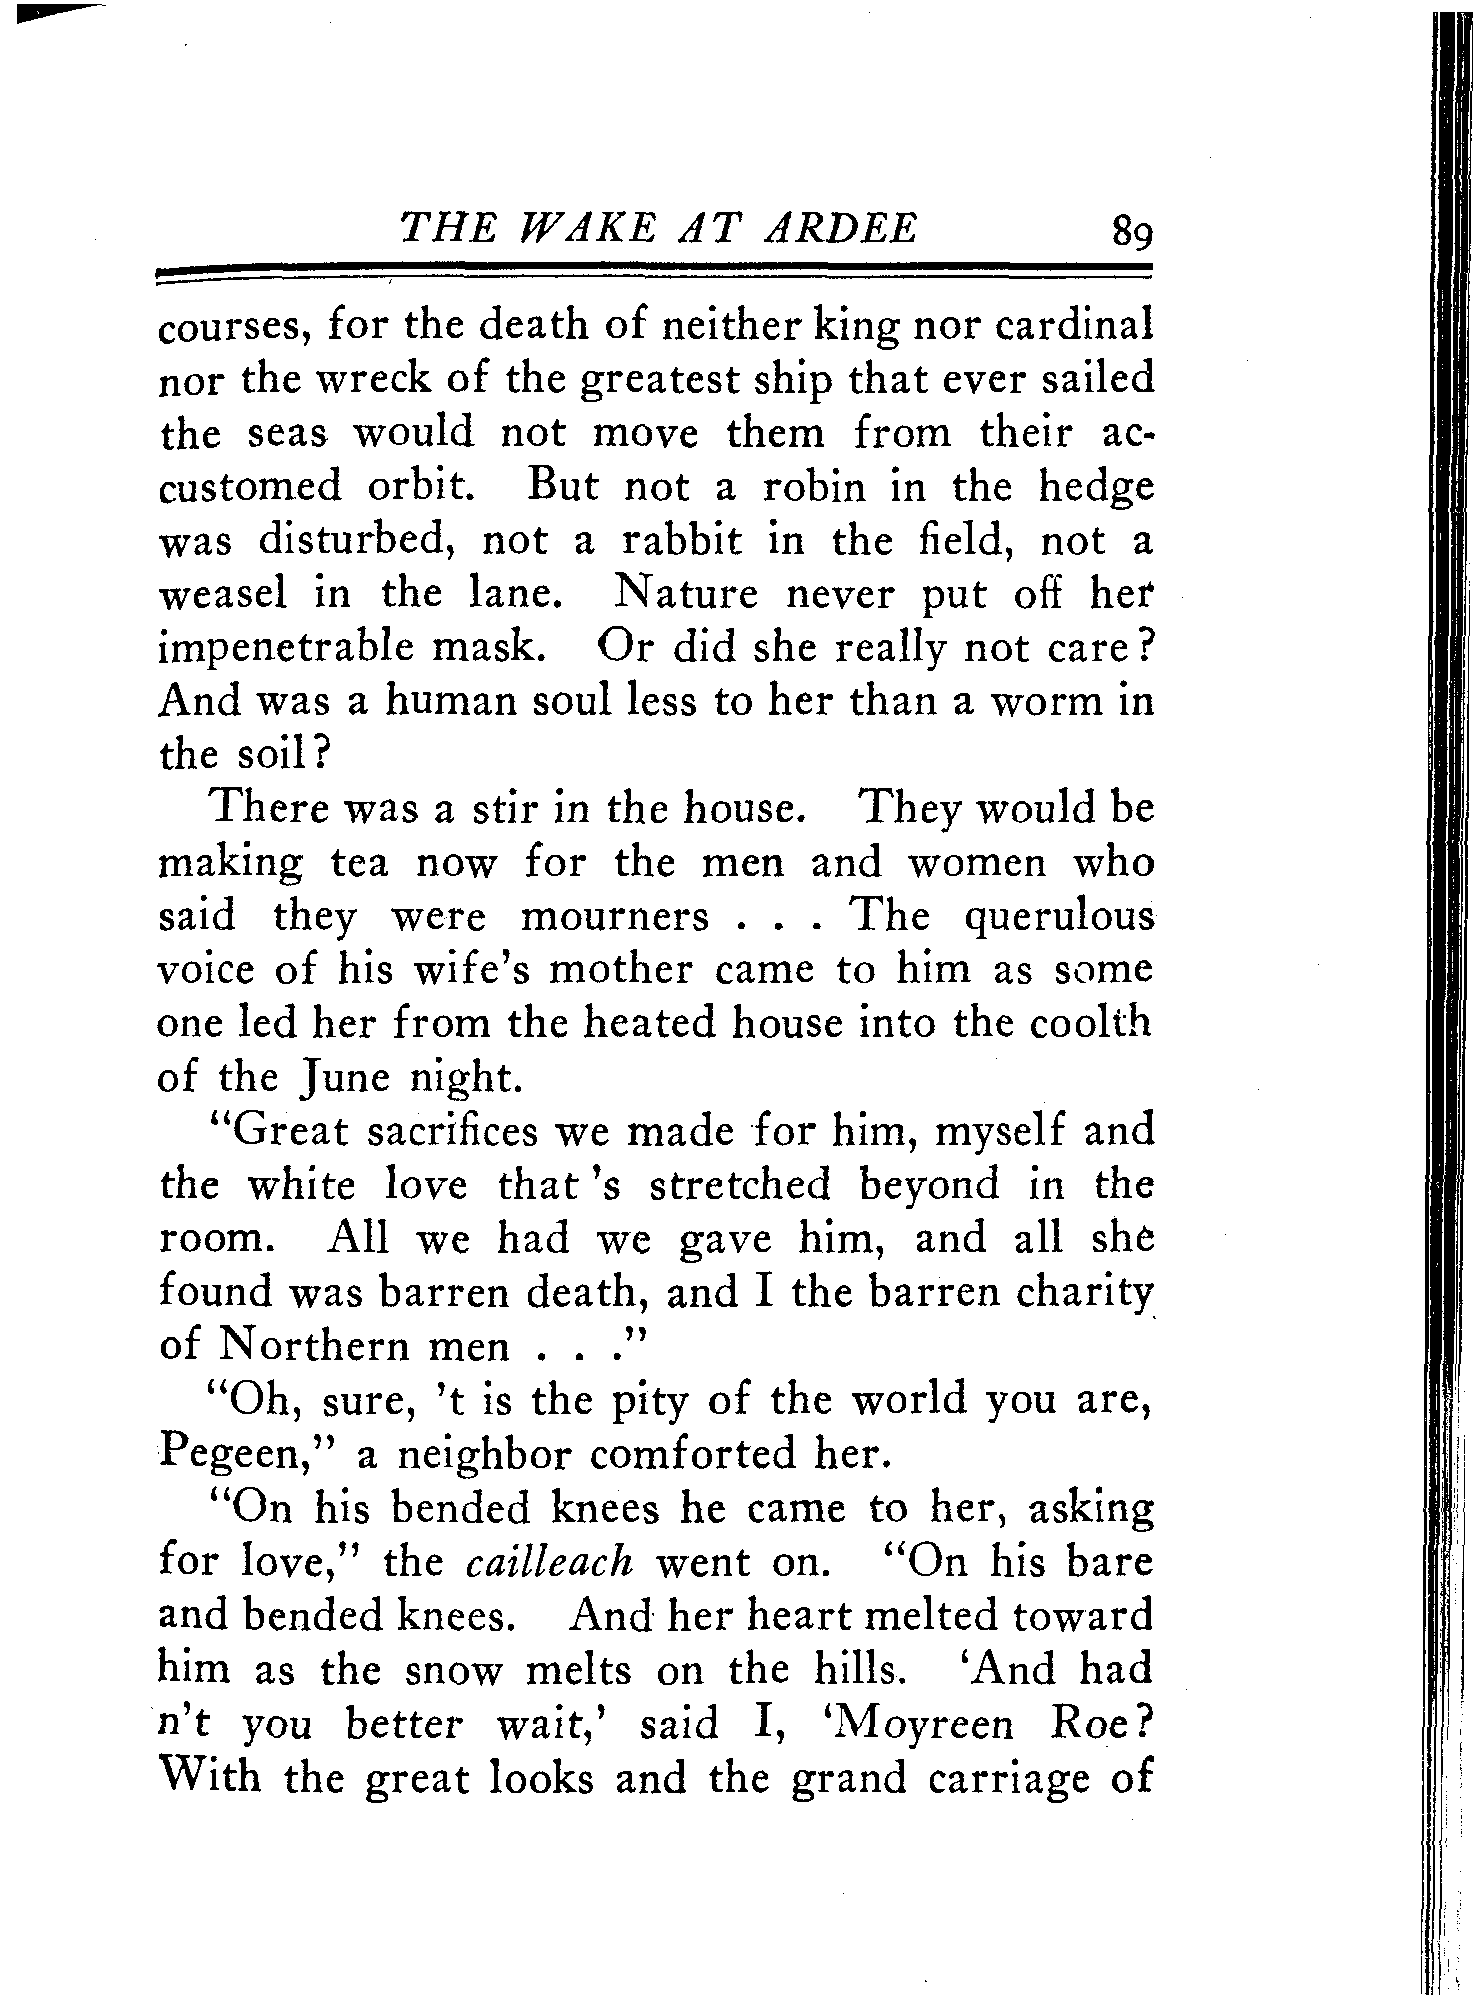 THE WAKE AT ARDEE 89
courses, for the death of neither king nor cardinal
nor the wreck of the greatest ship that ever sailed
the seas would not move them from their ac-
customed orbit. But not a robin in the hedge
was disturbed, not a rabbit in the field, not a
weasel in the lane. Nature never put off her
impenetrable mask. Or did she really not care?
And was a human soul less to her than a worm in
the soil?
There was a stir in the house. They would be
making tea now for the men and women who
said they were mourners . . . The querulous
voice of his wife's mother came to him as some
one led her from the heated house into the coolth
of the June night.
"Great sacrifices we made for him, myself and
the white love that 's stretched beyond in the
room. All we had we gave him, and all she
found was barren death, and I the barren charity
of Northern men . . ."
"Oh, sure, 't is the pity of the world you are,
Pegeen," a neighbor comforted her.
"On his bended knees he came to her, asking
for love," the cailleach went on. "On his bare
and bended knees. And her heart melted toward
him as the snow melts on the hills. 'And had
n't you better wait,' said I, 'Moyreen Roe?
With the great looks and the grand carriage of